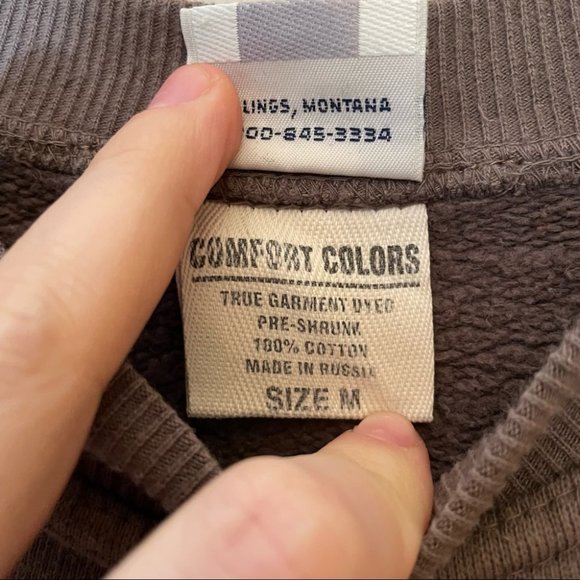 LINGS, MONTANA
00-645-3334
COMFORT COLORS
TRUE GARMENT DYED
PRE-SHRUNK
100% COTTON
MADE IN RUSSIA
SIZE M